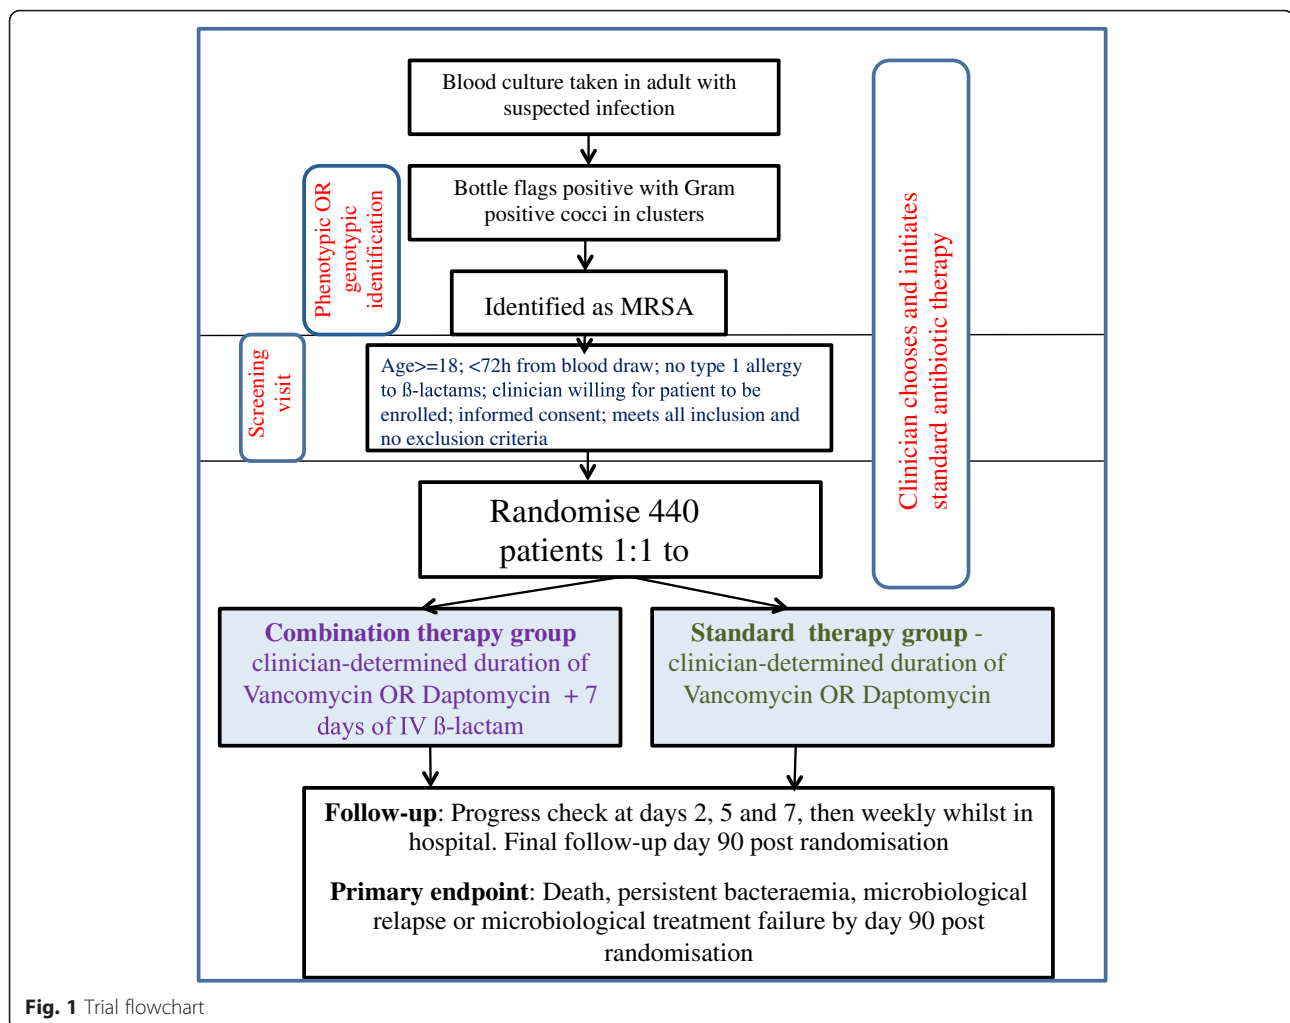 Blood culture taken in adult with
suspected infection
Bottle flags positive with Gram
positive cocci in clusters
Phenotypic OR
genotypic
identification
Identified as MRSA
Clinician chooses and initiates
standard antibiotic therapy
Screening
visit
Age>=18; <72h from blood draw; no type 1 allergy
to ß-lactams; clinician willing for patient to be
enrolled; informed consent; meets all inclusion and
no exclusion criteria
Randomise 440
patients 1:1 to
Combination therapy group
clinician-determined duration of
Vancomycin OR Daptomycin + 7
days of IV ß-lactam
Standard therapy group -
clinician-determined duration of
Vancomycin OR Daptomycin
Follow-up: Progress check at days 2, 5 and 7, then weekly whilst in
hospital. Final follow-up day 90 post randomisation
Primary endpoint: Death, persistent bacteraemia, microbiological
relapse or microbiological treatment failure by day 90 post
randomisation
Fig. 1 Trial flowchart